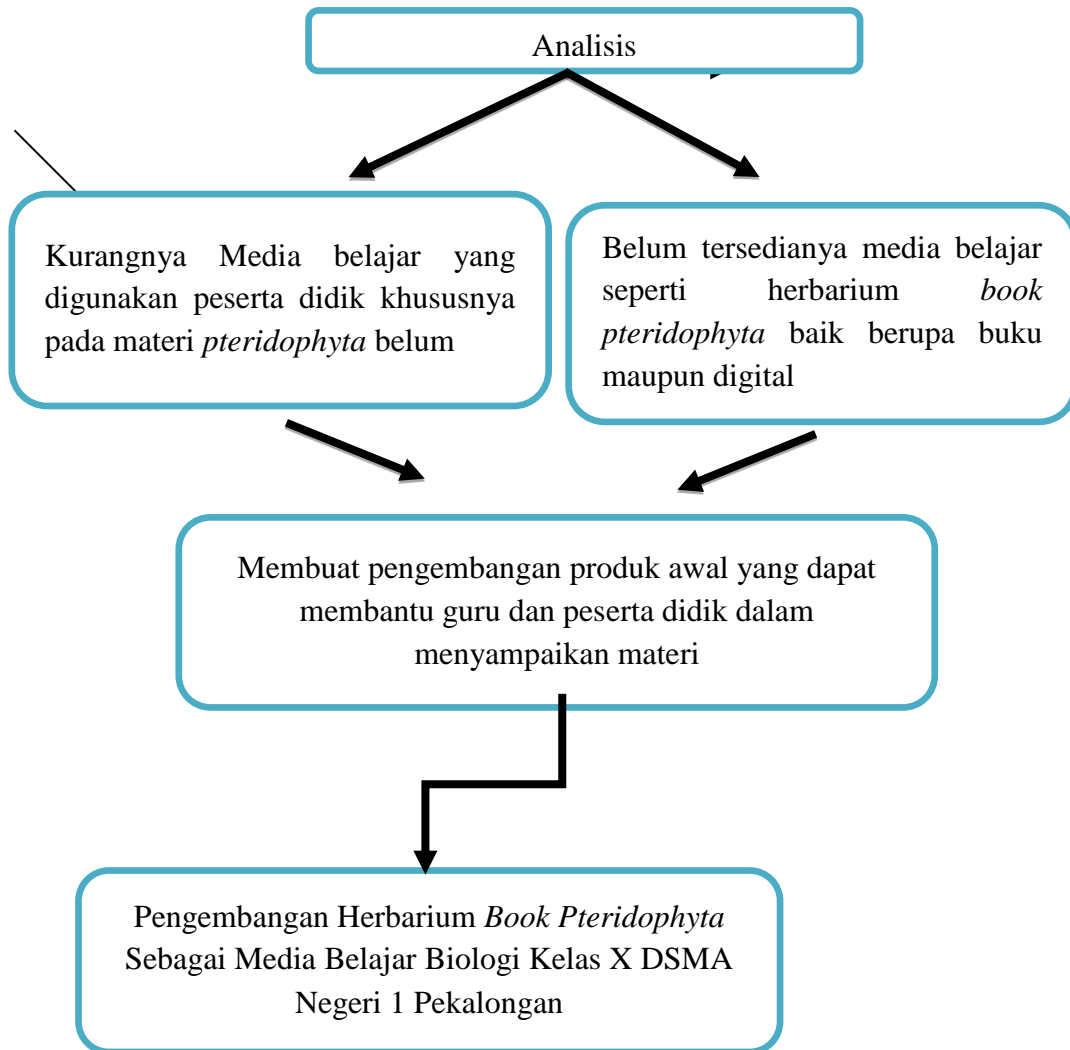 Analisis
Kurangnya Media belajar yang
digunakan peserta didik khususnya
pada materi pteridophyta belum
Belum tersedianya media belajar
seperti herbarium book
pteridophyta baik berupa buku
maupun digital
Membuat pengembangan produk awal yang dapat
membantu guru dan peserta didik dalam
menyampaikan materi
Pengembangan Herbarium Book Pteridophyta
Sebagai Media Belajar Biologi Kelas X DSMA
Negeri 1 Pekalongan